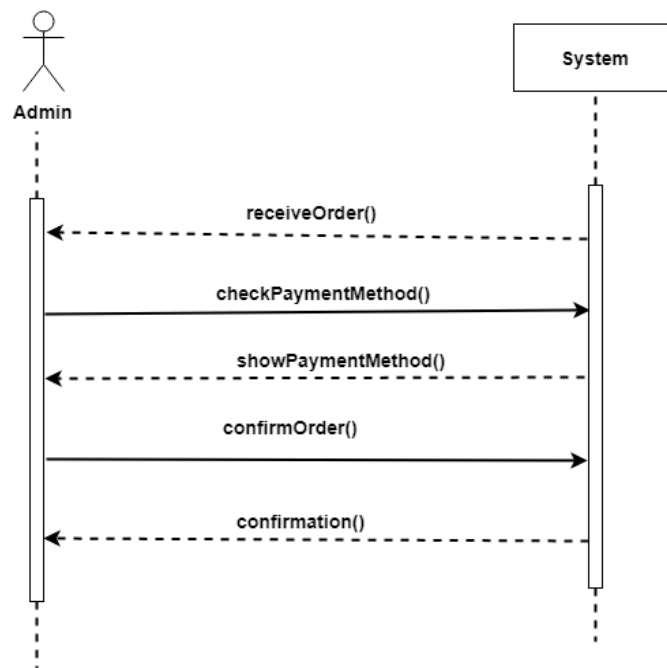 System
Admin
receiveOrder()
checkPaymentMethod()
showPaymentMethod()
confirmOrder()
confirmation()